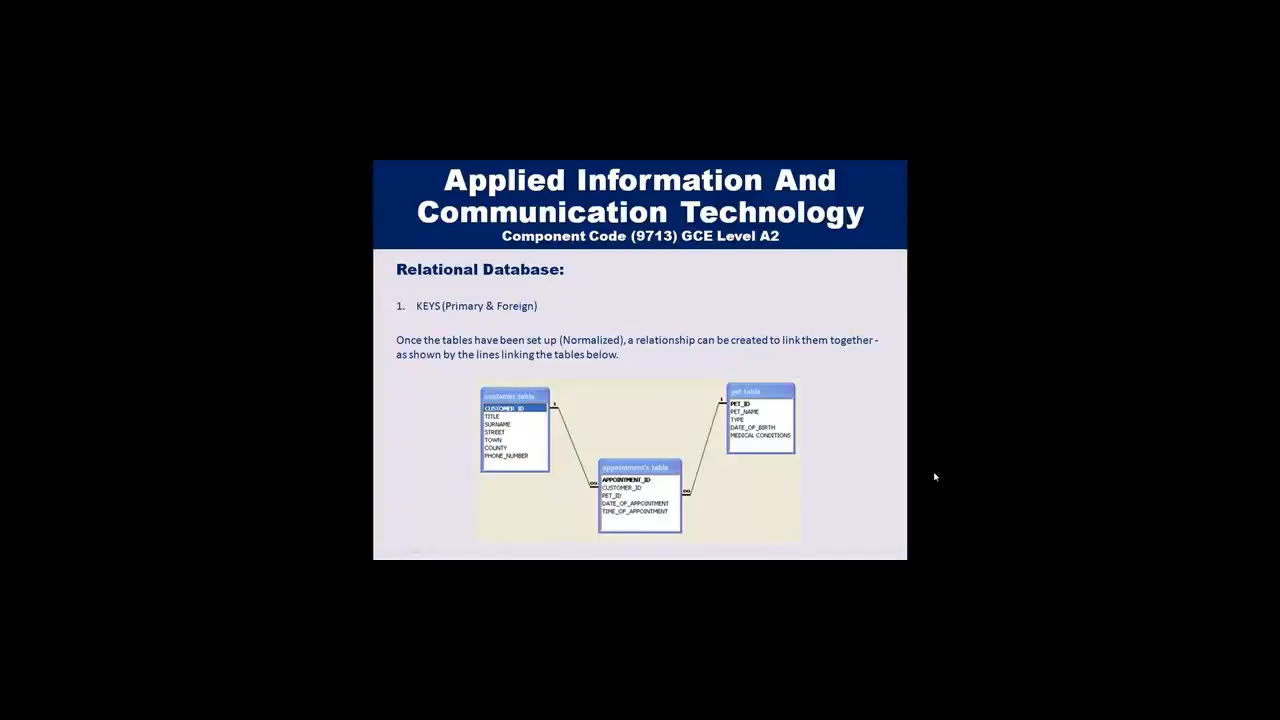 Applied Information And
Communication Technology
Component Code (9713) GCE Level A2
Relational Database:
1. KEYS (Primary & Foreign)
Once the tables have been set up (Normalized), a relationship can be created to link them together -
as shown by the lines linking the tables below.
customer table
CUSTOMER_ID
TITLE
SURNAME
STREET
TOWN
COUNTY
PHONE_NUMBER
1
∞
appointment's table
APPOINTMENT_ID
CUSTOMER_ID
PET_ID
DATE_OF_APPOINTMENT
TIME_OF_APPOINTMENT
∞
1
pet table
PET_ID
PET_NAME
TYPE
DATE_OF_BIRTH
MEDICAL CONDITIONS